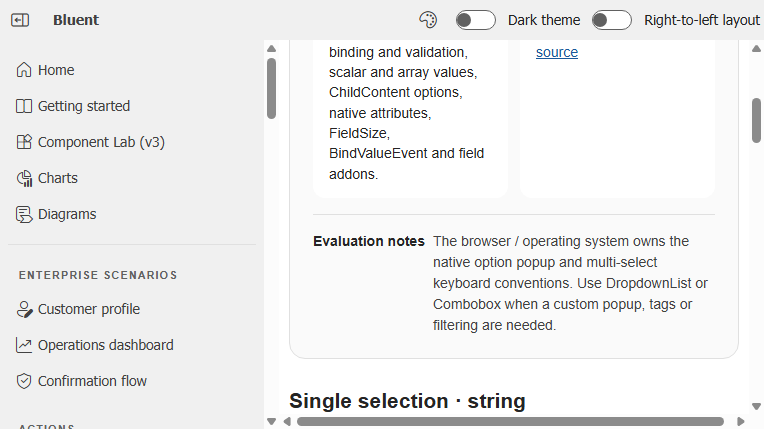 Bluent
Dark theme
Right-to-left layout
Home
Getting started
Component Lab (v3)
Charts
Diagrams
ENTERPRISE SCENARIOS
Customer profile
Operations dashboard
Confirmation flow
ACTIONS
binding and validation,
scalar and array values,
ChildContent options,
native attributes,
FieldSize,
BindValueEvent and field
addons.
source
Evaluation notes
The browser / operating system owns the
native option popup and multi-select
keyboard conventions. Use DropdownList or
Combobox when a custom popup, tags or
filtering are needed.
Single selection · string